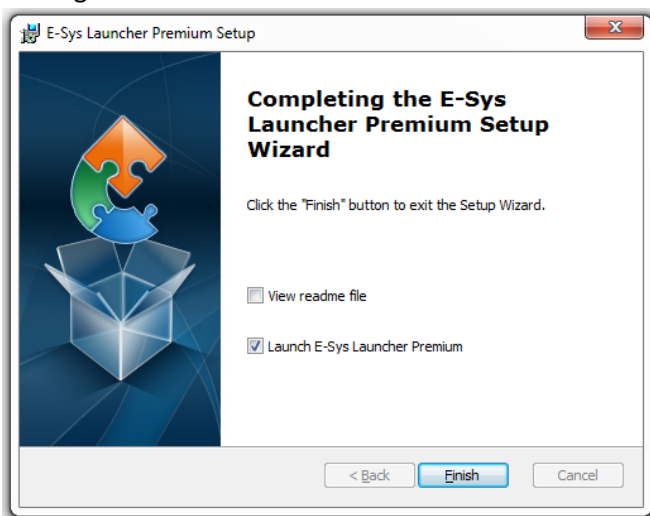 E-Sys Launcher Premium Setup
Completing the E-Sys
Launcher Premium Setup
Wizard
Click the "Finish" button to exit the Setup Wizard.
View readme file
Launch E-Sys Launcher Premium
< Back
Finish
Cancel